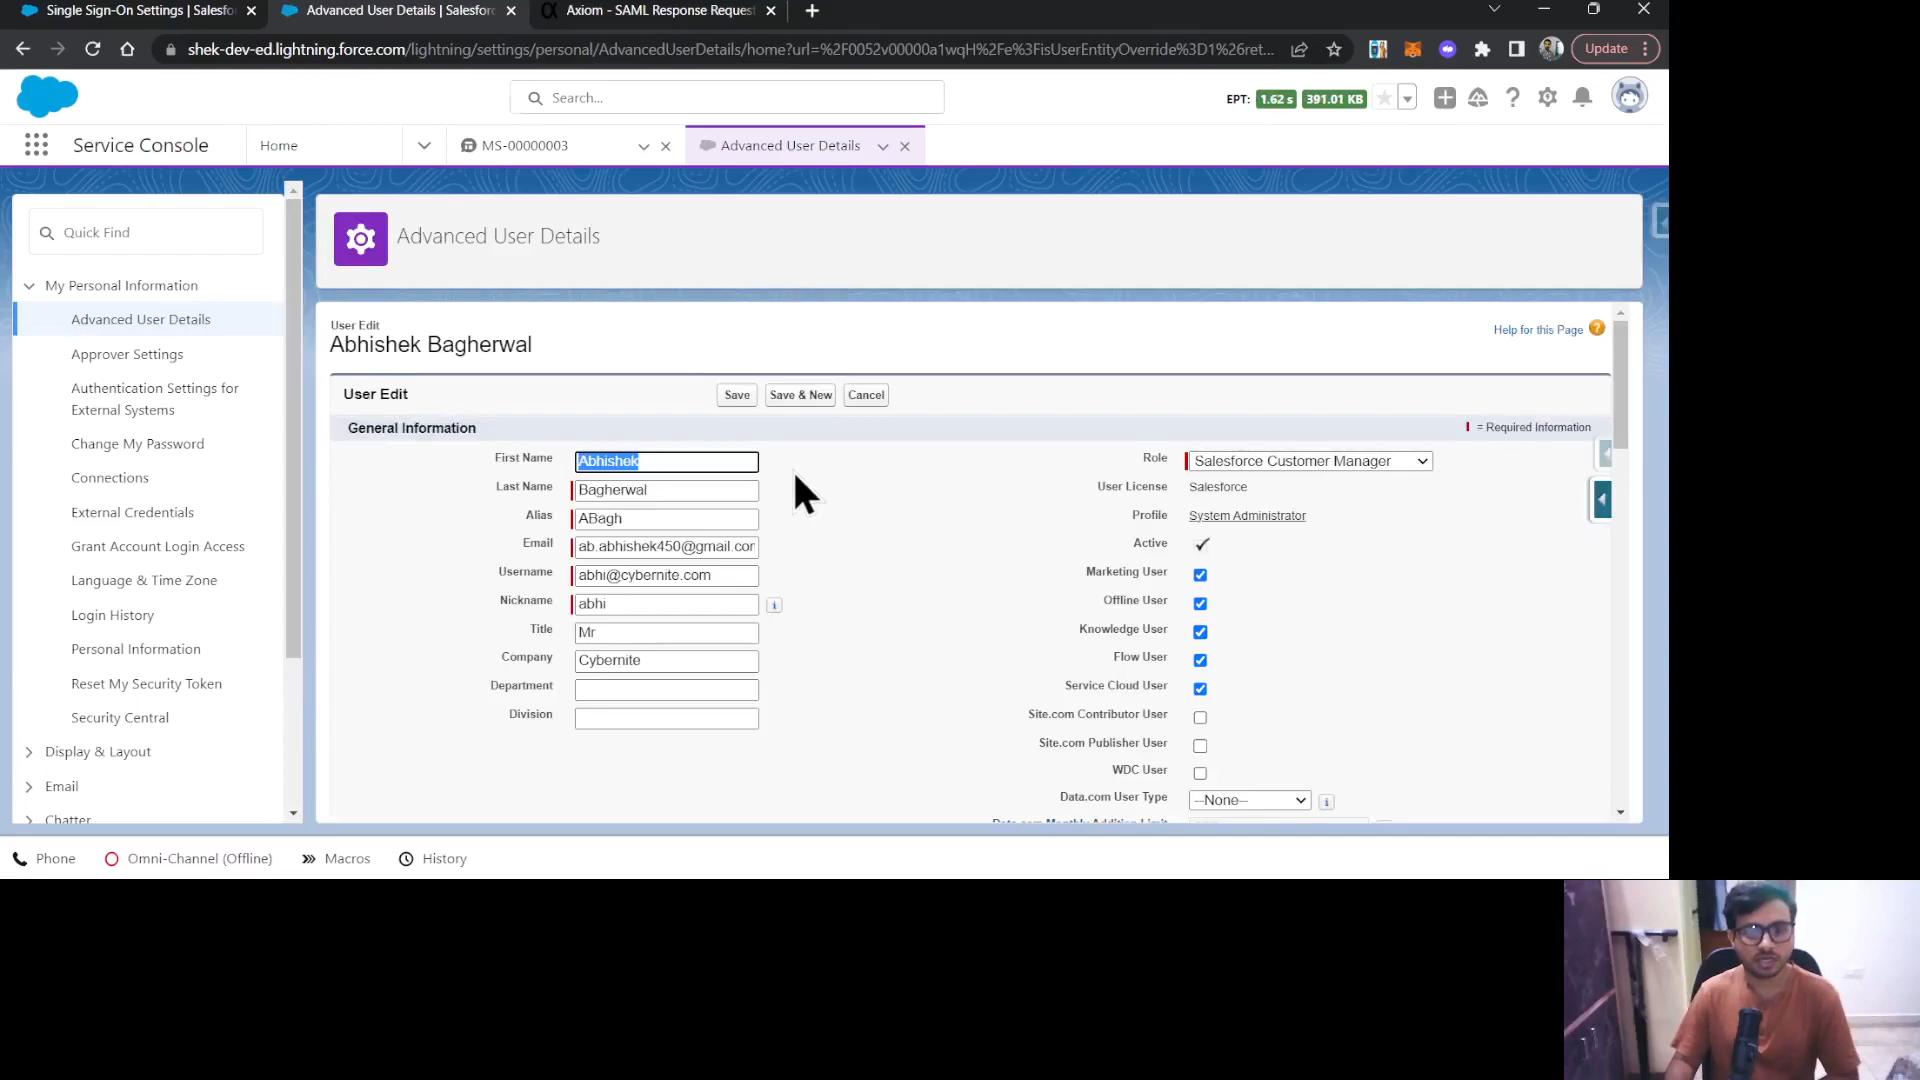 Single Sign-On Settings | Salesfo
Advanced User Details | Salesforc
Axiom - SAML Response Request
shek-dev-ed.lightning.force.com/lightning/settings/personal/AdvancedUserDetails/home?url=%2F0052v00000a1wqH%2Fe%3FisUserEntityOverride%3D1%26ret...
Update
Search...
EPT: 1.62 s 391.01 KB
Service Console
Home
MS-00000003
Advanced User Details
Quick Find
My Personal Information
Advanced User Details
Approver Settings
Authentication Settings for
External Systems
Change My Password
Connections
External Credentials
Grant Account Login Access
Language & Time Zone
Login History
Personal Information
Reset My Security Token
Security Central
Display & Layout
Email
Chatter
Advanced User Details
User Edit
Abhishek Bagherwal
Help for this Page
User Edit
Save
Save & New
Cancel
General Information
= Required Information
First Name Abhishek
Last Name Bagherwal
Alias ABagh
Email ab.abhishek450@gmail.cor
Username abhi@cybernite.com
Nickname abhi
Title Mr
Company Cybernite
Department
Division
Role Salesforce Customer Manager
User License Salesforce
Profile System Administrator
Active
Marketing User
Offline User
Knowledge User
Flow User
Service Cloud User
Site.com Contributor User
Site.com Publisher User
WDC User
Data.com User Type --None--
Data.com Monthly Addition Limit
Phone
Omni-Channel (Offline)
Macros
History